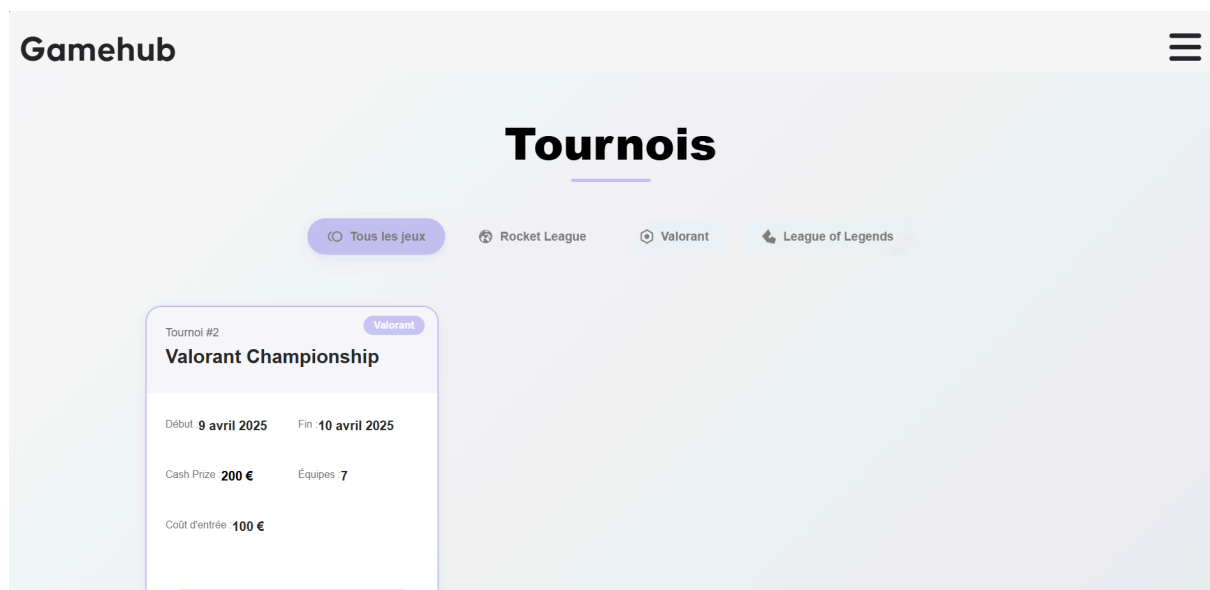 Gamehub
Tournois
Tous les jeux Rocket League Valorant League of Legends
Valorant
Tournoi #2
Valorant Championship
Début : 9 avril 2025 Fin : 10 avril 2025
Cash Prize : 200 € Équipes : 7
Coût d'entrée : 100 €